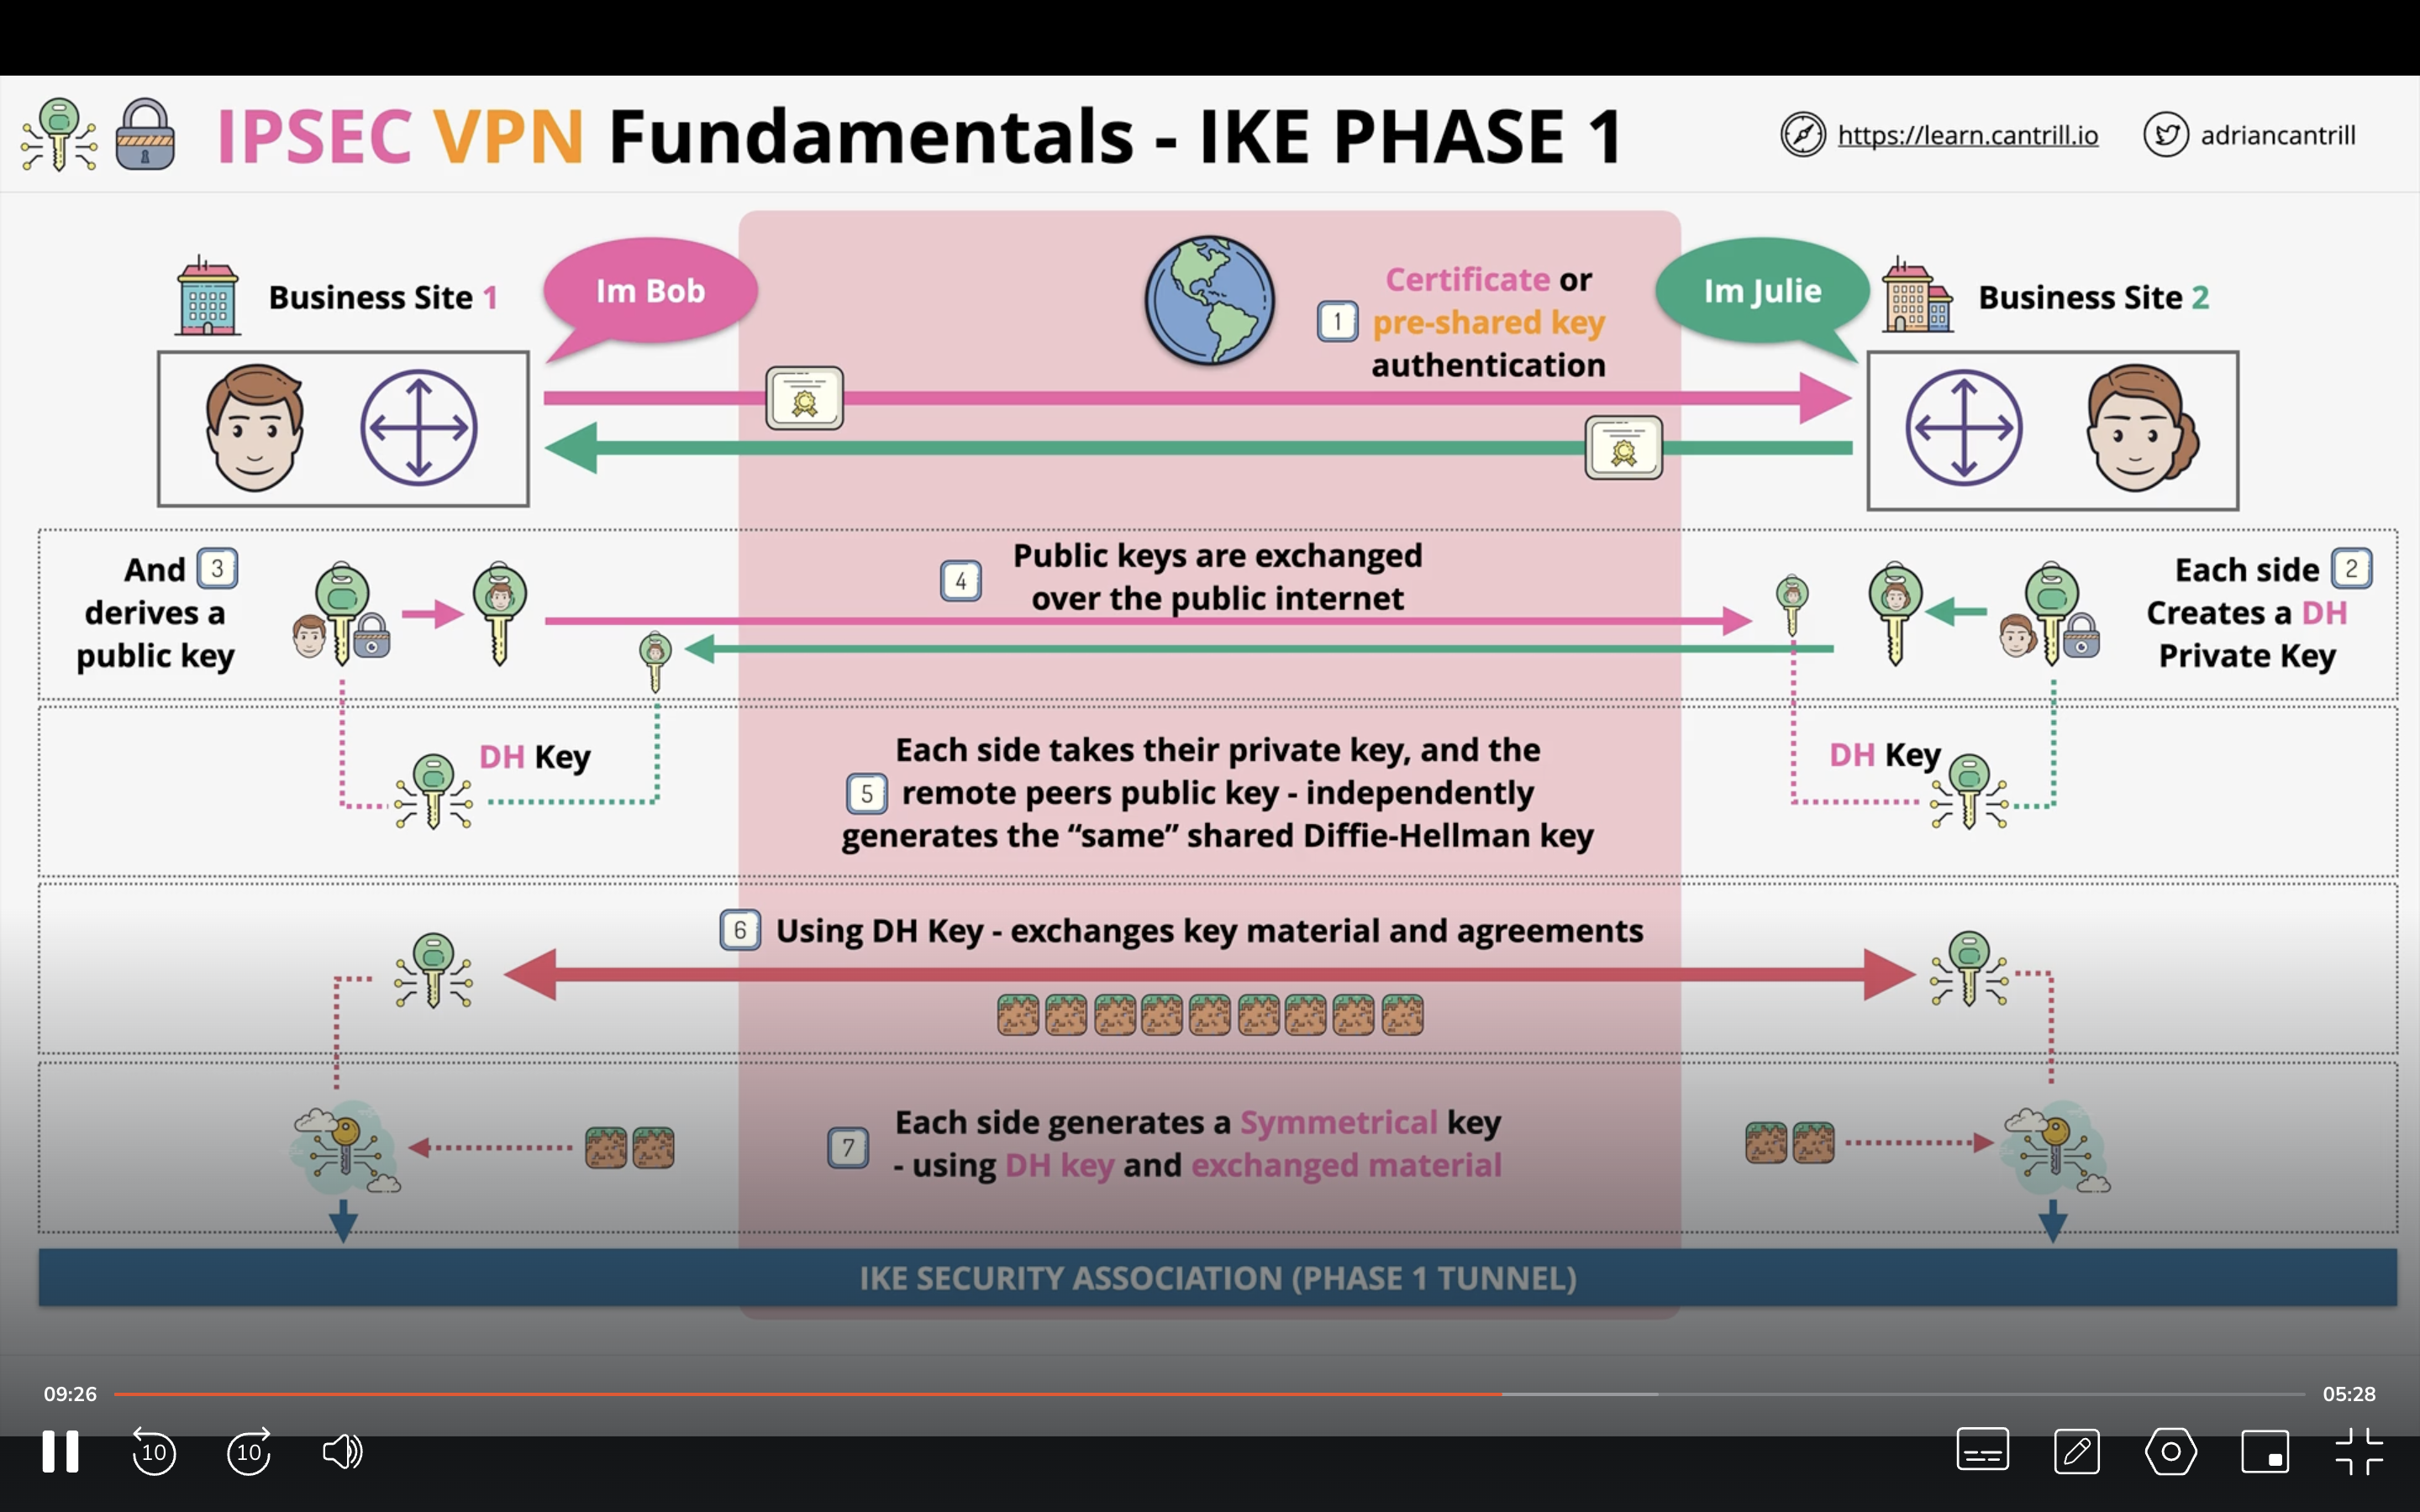 IPSEC VPN Fundamentals - IKE PHASE 1
https://learn.cantrill.io
adriancantrill
Business Site 1
Im Bob
1
Certificate or
pre-shared key
authentication
Im Julie
Business Site 2
And 3
derives a
public key
4
Public keys are exchanged
over the public internet
Each side 2
Creates a DH
Private Key
DH Key
5
Each side takes their private key, and the
remote peers public key - independently
generates the “same” shared Diffie-Hellman key
DH Key
6 Using DH Key - exchanges key material and agreements
7
Each side generates a Symmetrical key
- using DH key and exchanged material
IKE SECURITY ASSOCIATION (PHASE 1 TUNNEL)
09:26
05:28
10
10